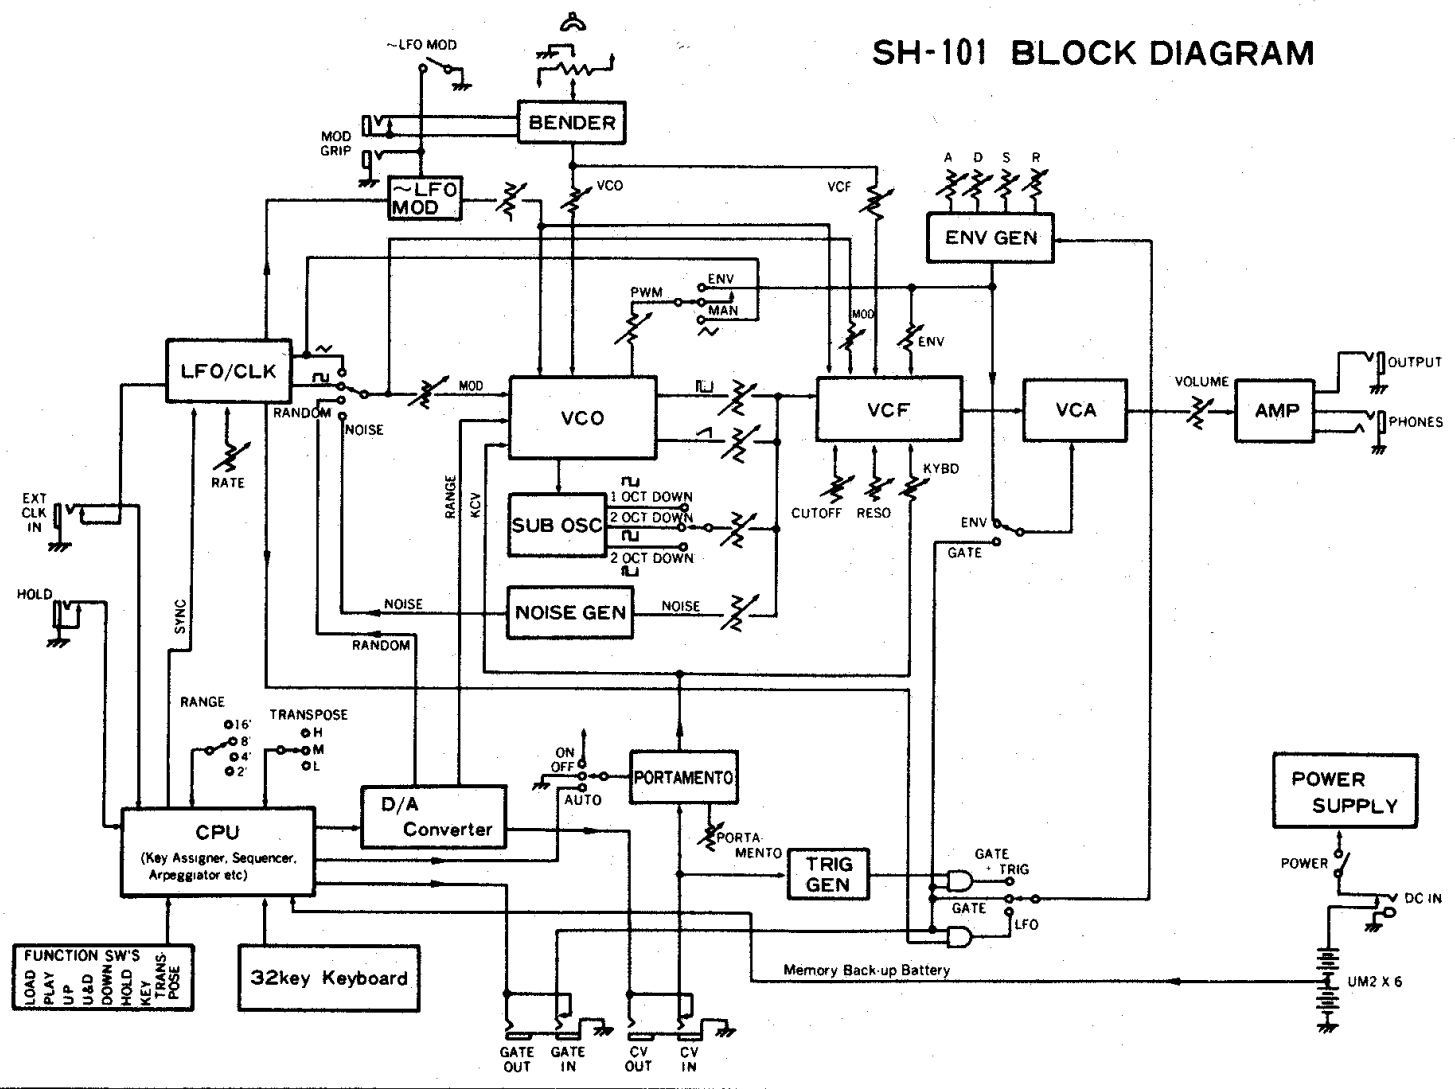 SH-101 BLOCK DIAGRAM
~LFO MOD
BENDER
MOD
GRIP
~LFO
MOD
VCO
VCF
A D S R
ENV GEN
PWM
ENV
MAN
MOD
ENV
LFO/CLK
RANDOM
NOISE
RATE
MOD
VCO
VCF
VCA
VOLUME
AMP
OUTPUT
PHONES
EXT
CLK
IN
HOLD
SYNC
RANGE
KCV
SUB OSC
1 OCT DOWN
2 OCT DOWN
2 OCT DOWN
CUTOFF
RESO
KYBD
ENV
GATE
NOISE
NOISE GEN
NOISE
RANDOM
RANGE
16'
8'
4'
2'
TRANSPOSE
H
M
L
ON
OFF
AUTO
PORTAMENTO
PORTA-
MENTO
CPU
(Key Assigner, Sequencer,
Arpeggiator etc)
D/A
Converter
TRIG
GEN
GATE
+ TRIG
GATE
LFO
POWER
SUPPLY
POWER
DC IN
UM2 X 6
Memory Back-up Battery
FUNCTION SW'S
LOAD
PLAY
UP
U&D
DOWN
HOLD
KEY
TRANS-
POSE
32key Keyboard
GATE
OUT
GATE
IN
CV
OUT
CV
IN